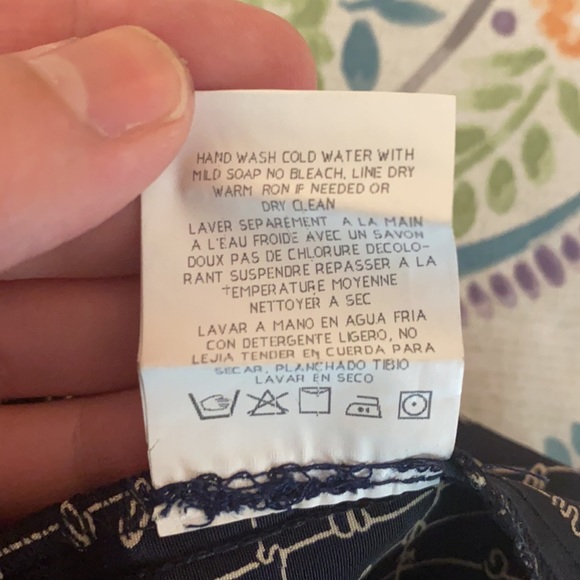 HAND WASH COLD WATER WITH
MILD SOAP NO BLEACH, LINE DRY
WARM RON IF NEEDED OR
DRY CLEAN
LAVER SEPAREMENT A LA MAIN
A L'EAU FROIDE AVEC UN SAVON
DOUX PAS DE CHLORURE DECOLO-
RANT SUSPENDRE REPASSER A LA
TEMPERATURE MOYENNE
NETTOYER A SEC
LAVAR A MANO EN AGUA FRIA
CON DETERGENTE LIGERO, NO
LEJIA TENDER EN CUERDA PARA
SECAR, PLANCHADO TIBIO
LAVAR EN SECO